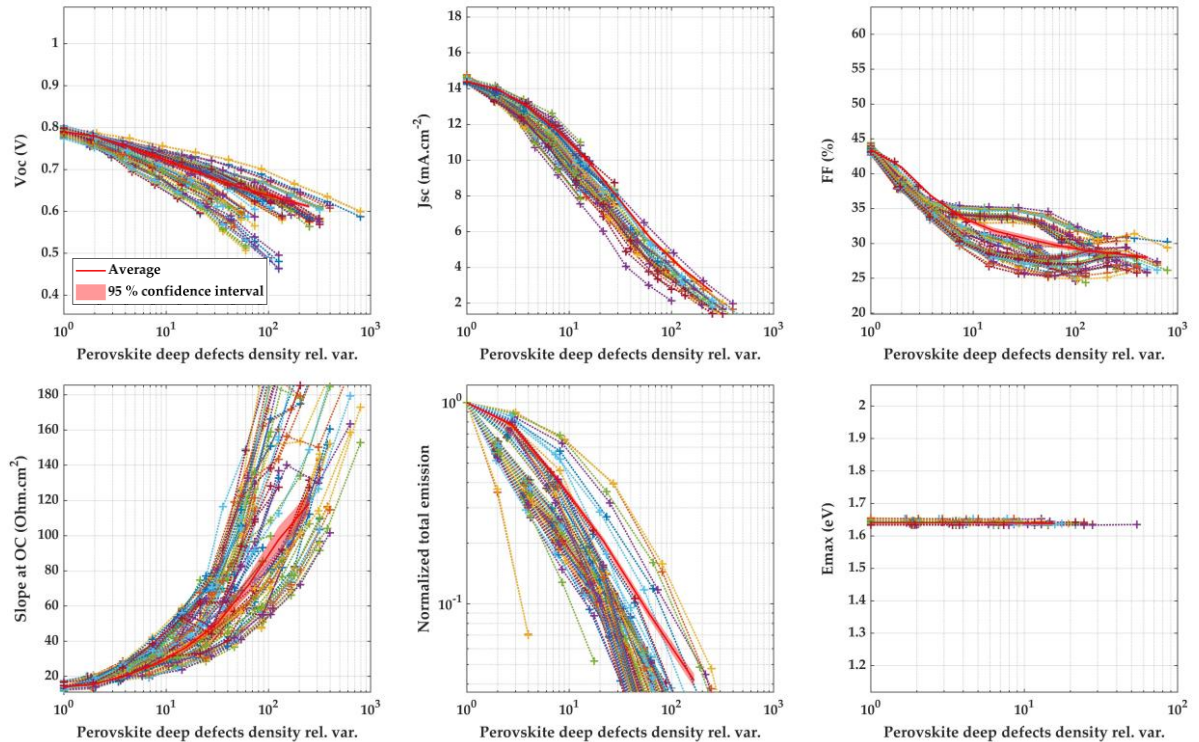 Voc (V)
1
0.9
0.8
0.7
0.6
0.5
0.4
Average
95 % confidence interval
10^0 10^1 10^2 10^3
Perovskite deep defects density rel. var.
Jsc (mA.cm^-2)
18
16
14
12
10
8
6
4
2
10^0 10^1 10^2 10^3
Perovskite deep defects density rel. var.
FF (%)
60
55
50
45
40
35
30
25
20
10^0 10^1 10^2 10^3
Perovskite deep defects density rel. var.
Slope at OC (Ohm.cm^2)
180
160
140
120
100
80
60
40
20
10^0 10^1 10^2 10^3
Perovskite deep defects density rel. var.
Normalized total emission
10^0
10^-1
10^0 10^1 10^2 10^3
Perovskite deep defects density rel. var.
Emax (eV)
2
1.9
1.8
1.7
1.6
1.5
1.4
1.3
1.2
10^0 10^1 10^2
Perovskite deep defects density rel. var.